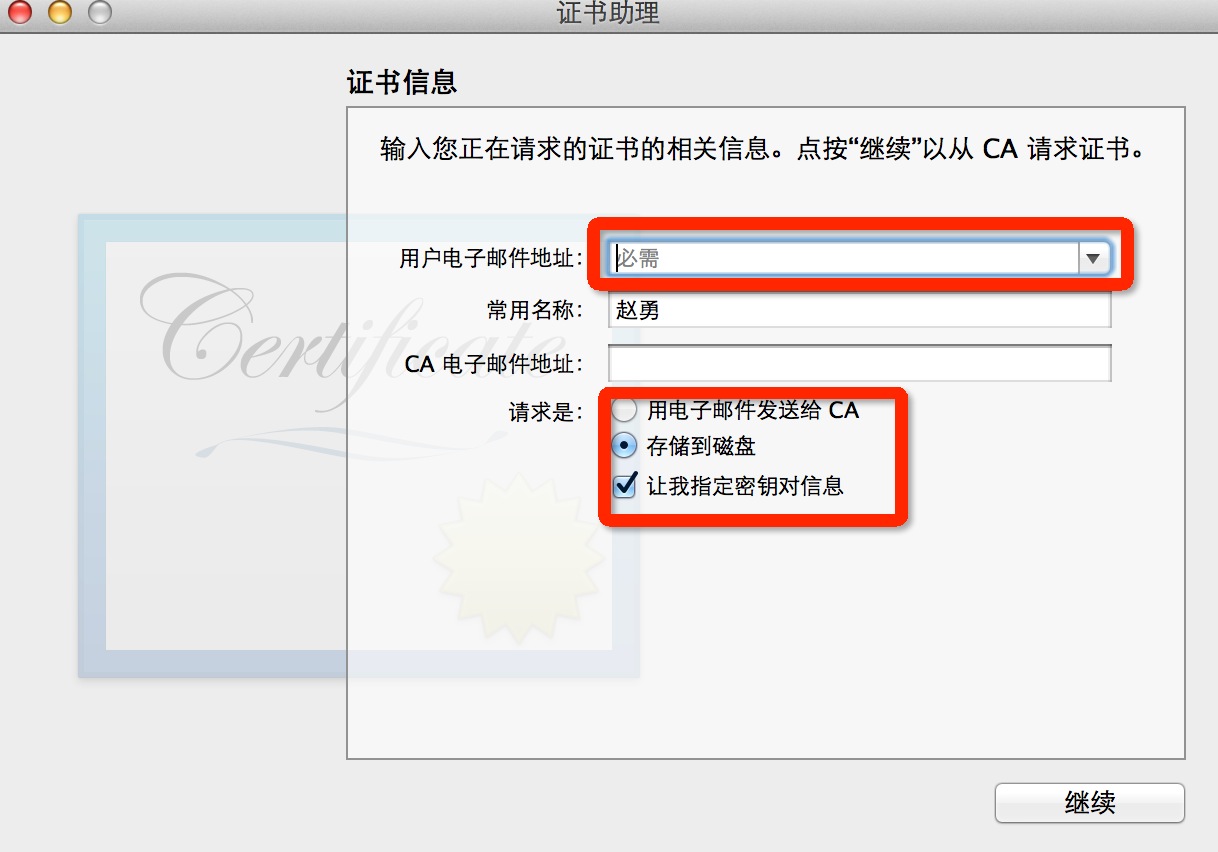 证书助理
证书信息
输入您正在请求的证书的相关信息。点按“继续”以从 CA 请求证书。
Certificate
用户电子邮件地址： 必需
常用名称： 赵勇
CA 电子邮件地址：
请求是： 用电子邮件发送给 CA
存储到磁盘
让我指定密钥对信息
继续